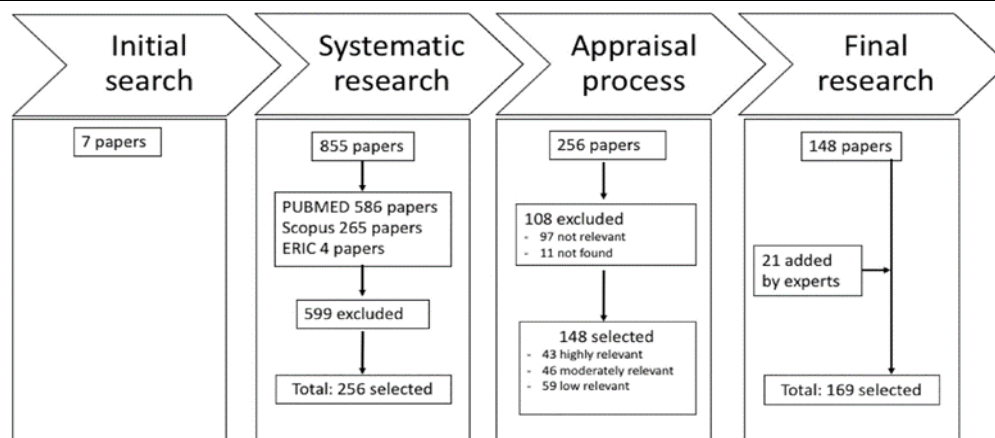 Initial
search
7 papers
Systematic
research
855 papers
PUBMED 586 papers
Scopus 265 papers
ERIC 4 papers
599 excluded
Total: 256 selected
Appraisal
process
256 papers
108 excluded
- 97 not relevant
- 11 not found
148 selected
- 43 highly relevant
- 46 moderately relevant
- 59 low relevant
Final
research
148 papers
21 added
by experts
Total: 169 selected